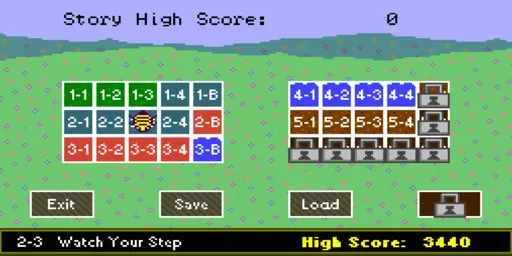 Story High Score: 0
1-1 1-2 1-3 1-4 1-B 4-1 4-2 4-3 4-4
2-1 2-2 2-4 2-B 5-1 5-2 5-3 5-4
3-1 3-2 3-3 3-4 3-B
Exit Save Load
2-3 Watch Your Step High Score: 3440